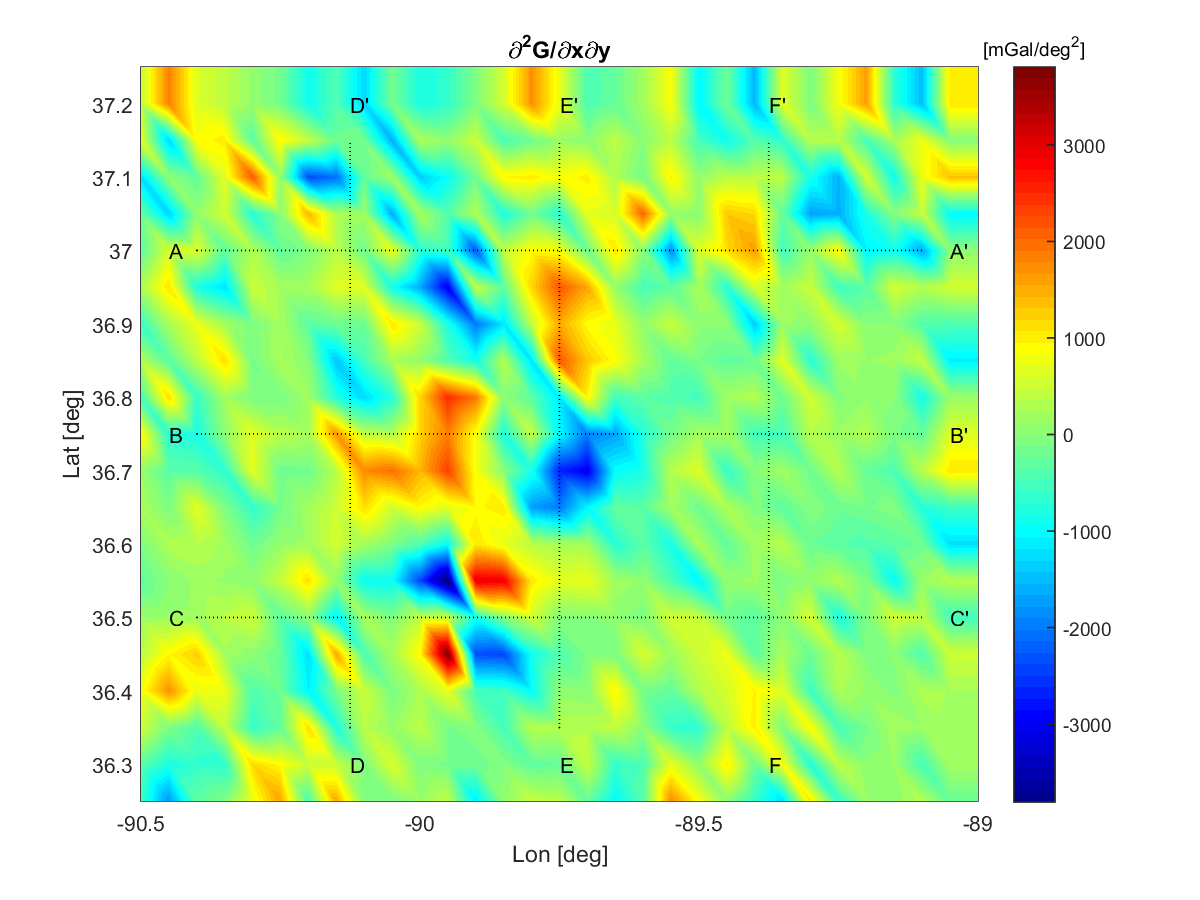 ∂²G/∂x∂y
[mGal/deg²]
37.2
37.1
37
36.9
36.8
36.7
36.6
36.5
36.4
36.3
Lat [deg]
D' E' F'
A A'
B B'
C C'
D E F
-90.5 -90 -89.5 -89
Lon [deg]
3000
2000
1000
0
-1000
-2000
-3000